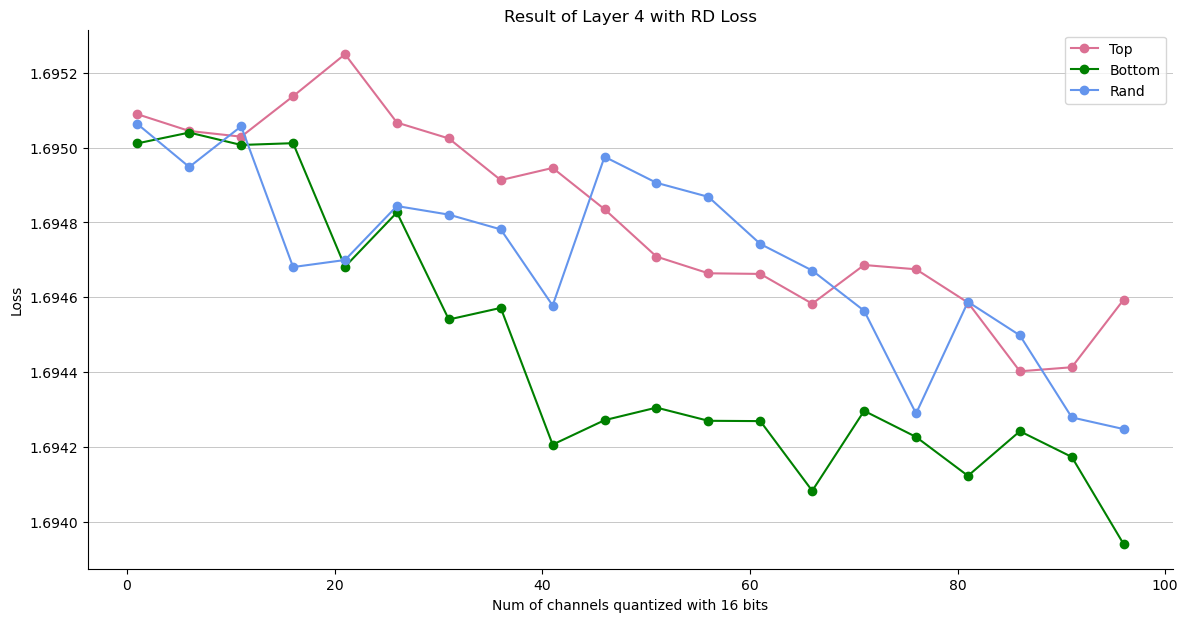 Result of Layer 4 with RD Loss
Top
Bottom
Rand
1.6952
1.6950
1.6948
1.6946
1.6944
1.6942
1.6940
Loss
0
20
40
60
80
100
Num of channels quantized with 16 bits